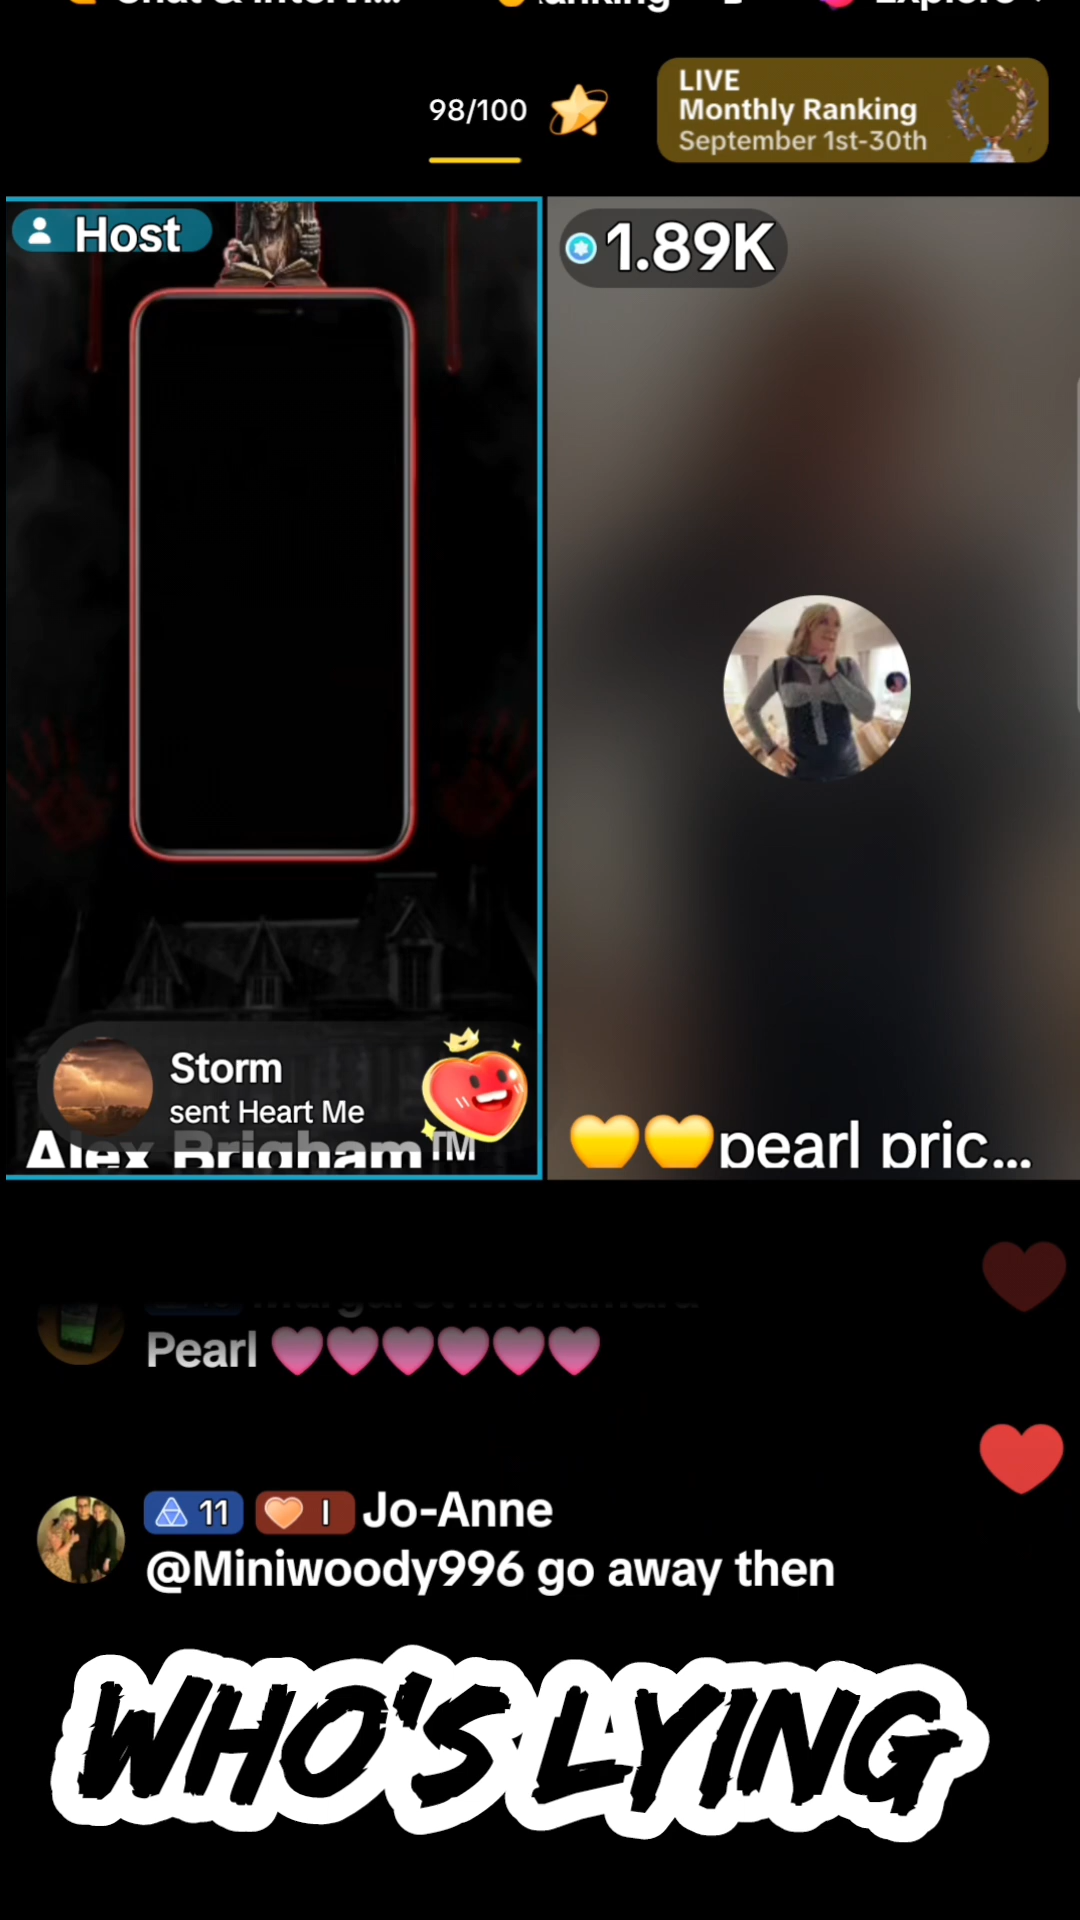 98/100
LIVE
Monthly Ranking
September 1st-30th
Host
1.89K
Storm
sent Heart Me
Alex Brigham™
💛💛pearl pric...
Pearl 💗💗💗💗💗💗
11 I Jo-Anne
@Miniwoody996 go away then
WHO'S LYING